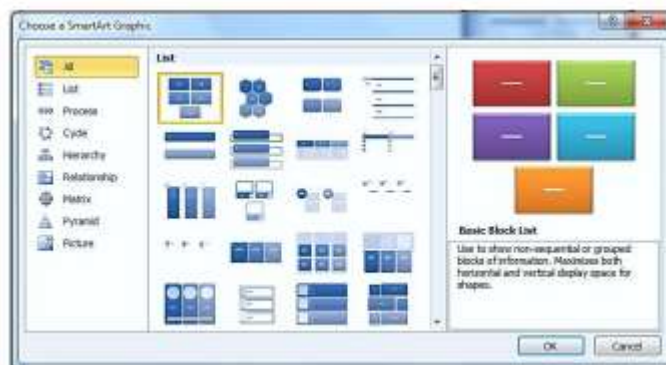 Choose a SmartArt Graphic
All
List
Process
Cycle
Hierarchy
Relationship
Matrix
Pyramid
Picture
List
Basic Block List
Use to show non-sequential or grouped
blocks of information. Maximizes both
horizontal and vertical display space for
shapes.
OK
Cancel